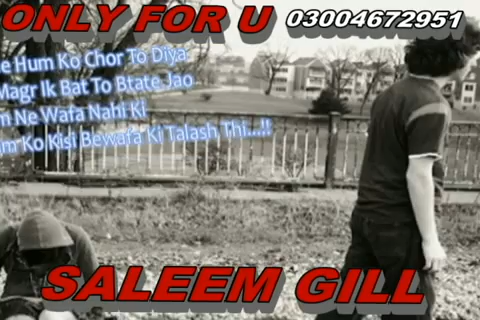 ONLY FOR U 03004672951
e Hum Ko Chor To Diya
Magr Ik Bat To Btate Jao
m Ne Wafa Nahi Ki
m Ko Kisi Bewafa Ki Talash Thi...!!
SALEEM GILL